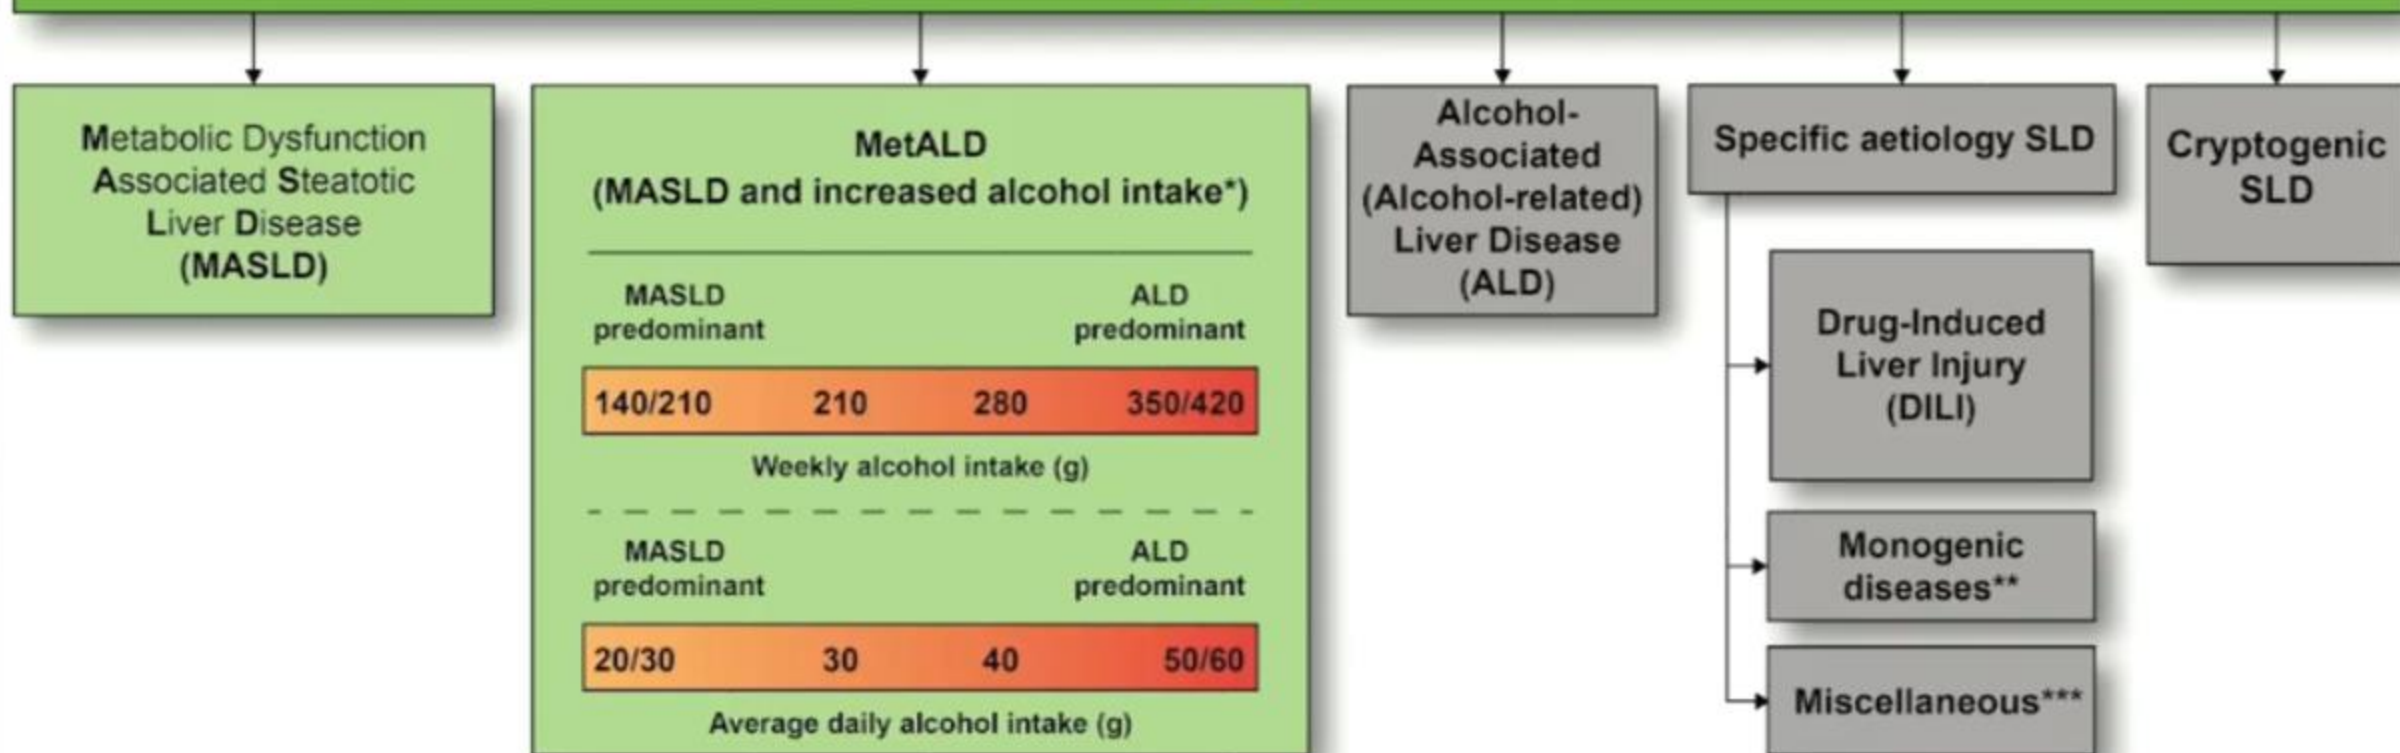 Metabolic Dysfunction
Associated Steatotic
Liver Disease
(MASLD)
MetALD
(MASLD and increased alcohol intake*)
MASLD
predominant
ALD
predominant
140/210 210 280 350/420
Weekly alcohol intake (g)
MASLD
predominant
ALD
predominant
20/30 30 40 50/60
Average daily alcohol intake (g)
Alcohol-
Associated
(Alcohol-related)
Liver Disease
(ALD)
Specific aetiology SLD
Drug-Induced
Liver Injury
(DILI)
Monogenic
diseases**
Miscellaneous***
Cryptogenic
SLD